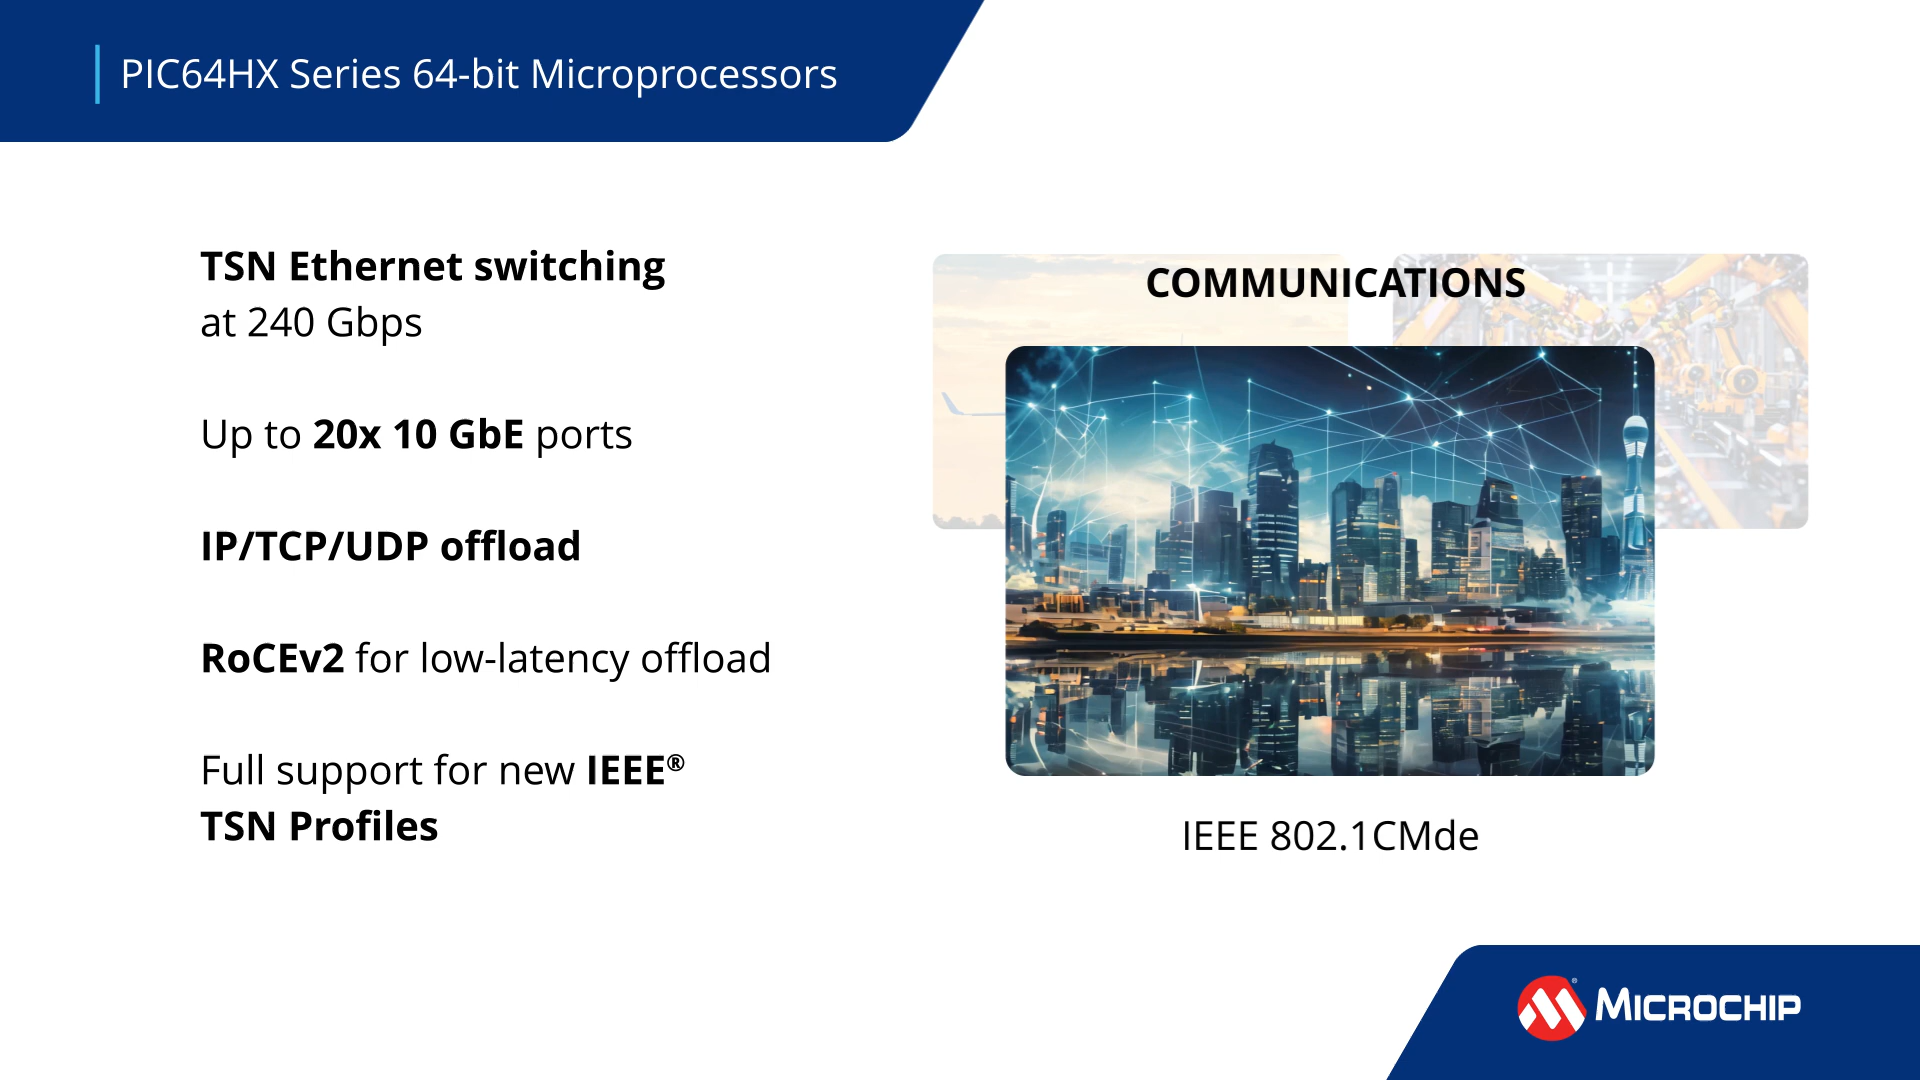 PIC64HX Series 64-bit Microprocessors
TSN Ethernet switching
at 240 Gbps
Up to 20x 10 GbE ports
IP/TCP/UDP offload
RoCEv2 for low-latency offload
Full support for new IEEE®
TSN Profiles
COMMUNICATIONS
IEEE 802.1CMde
MICROCHIP®